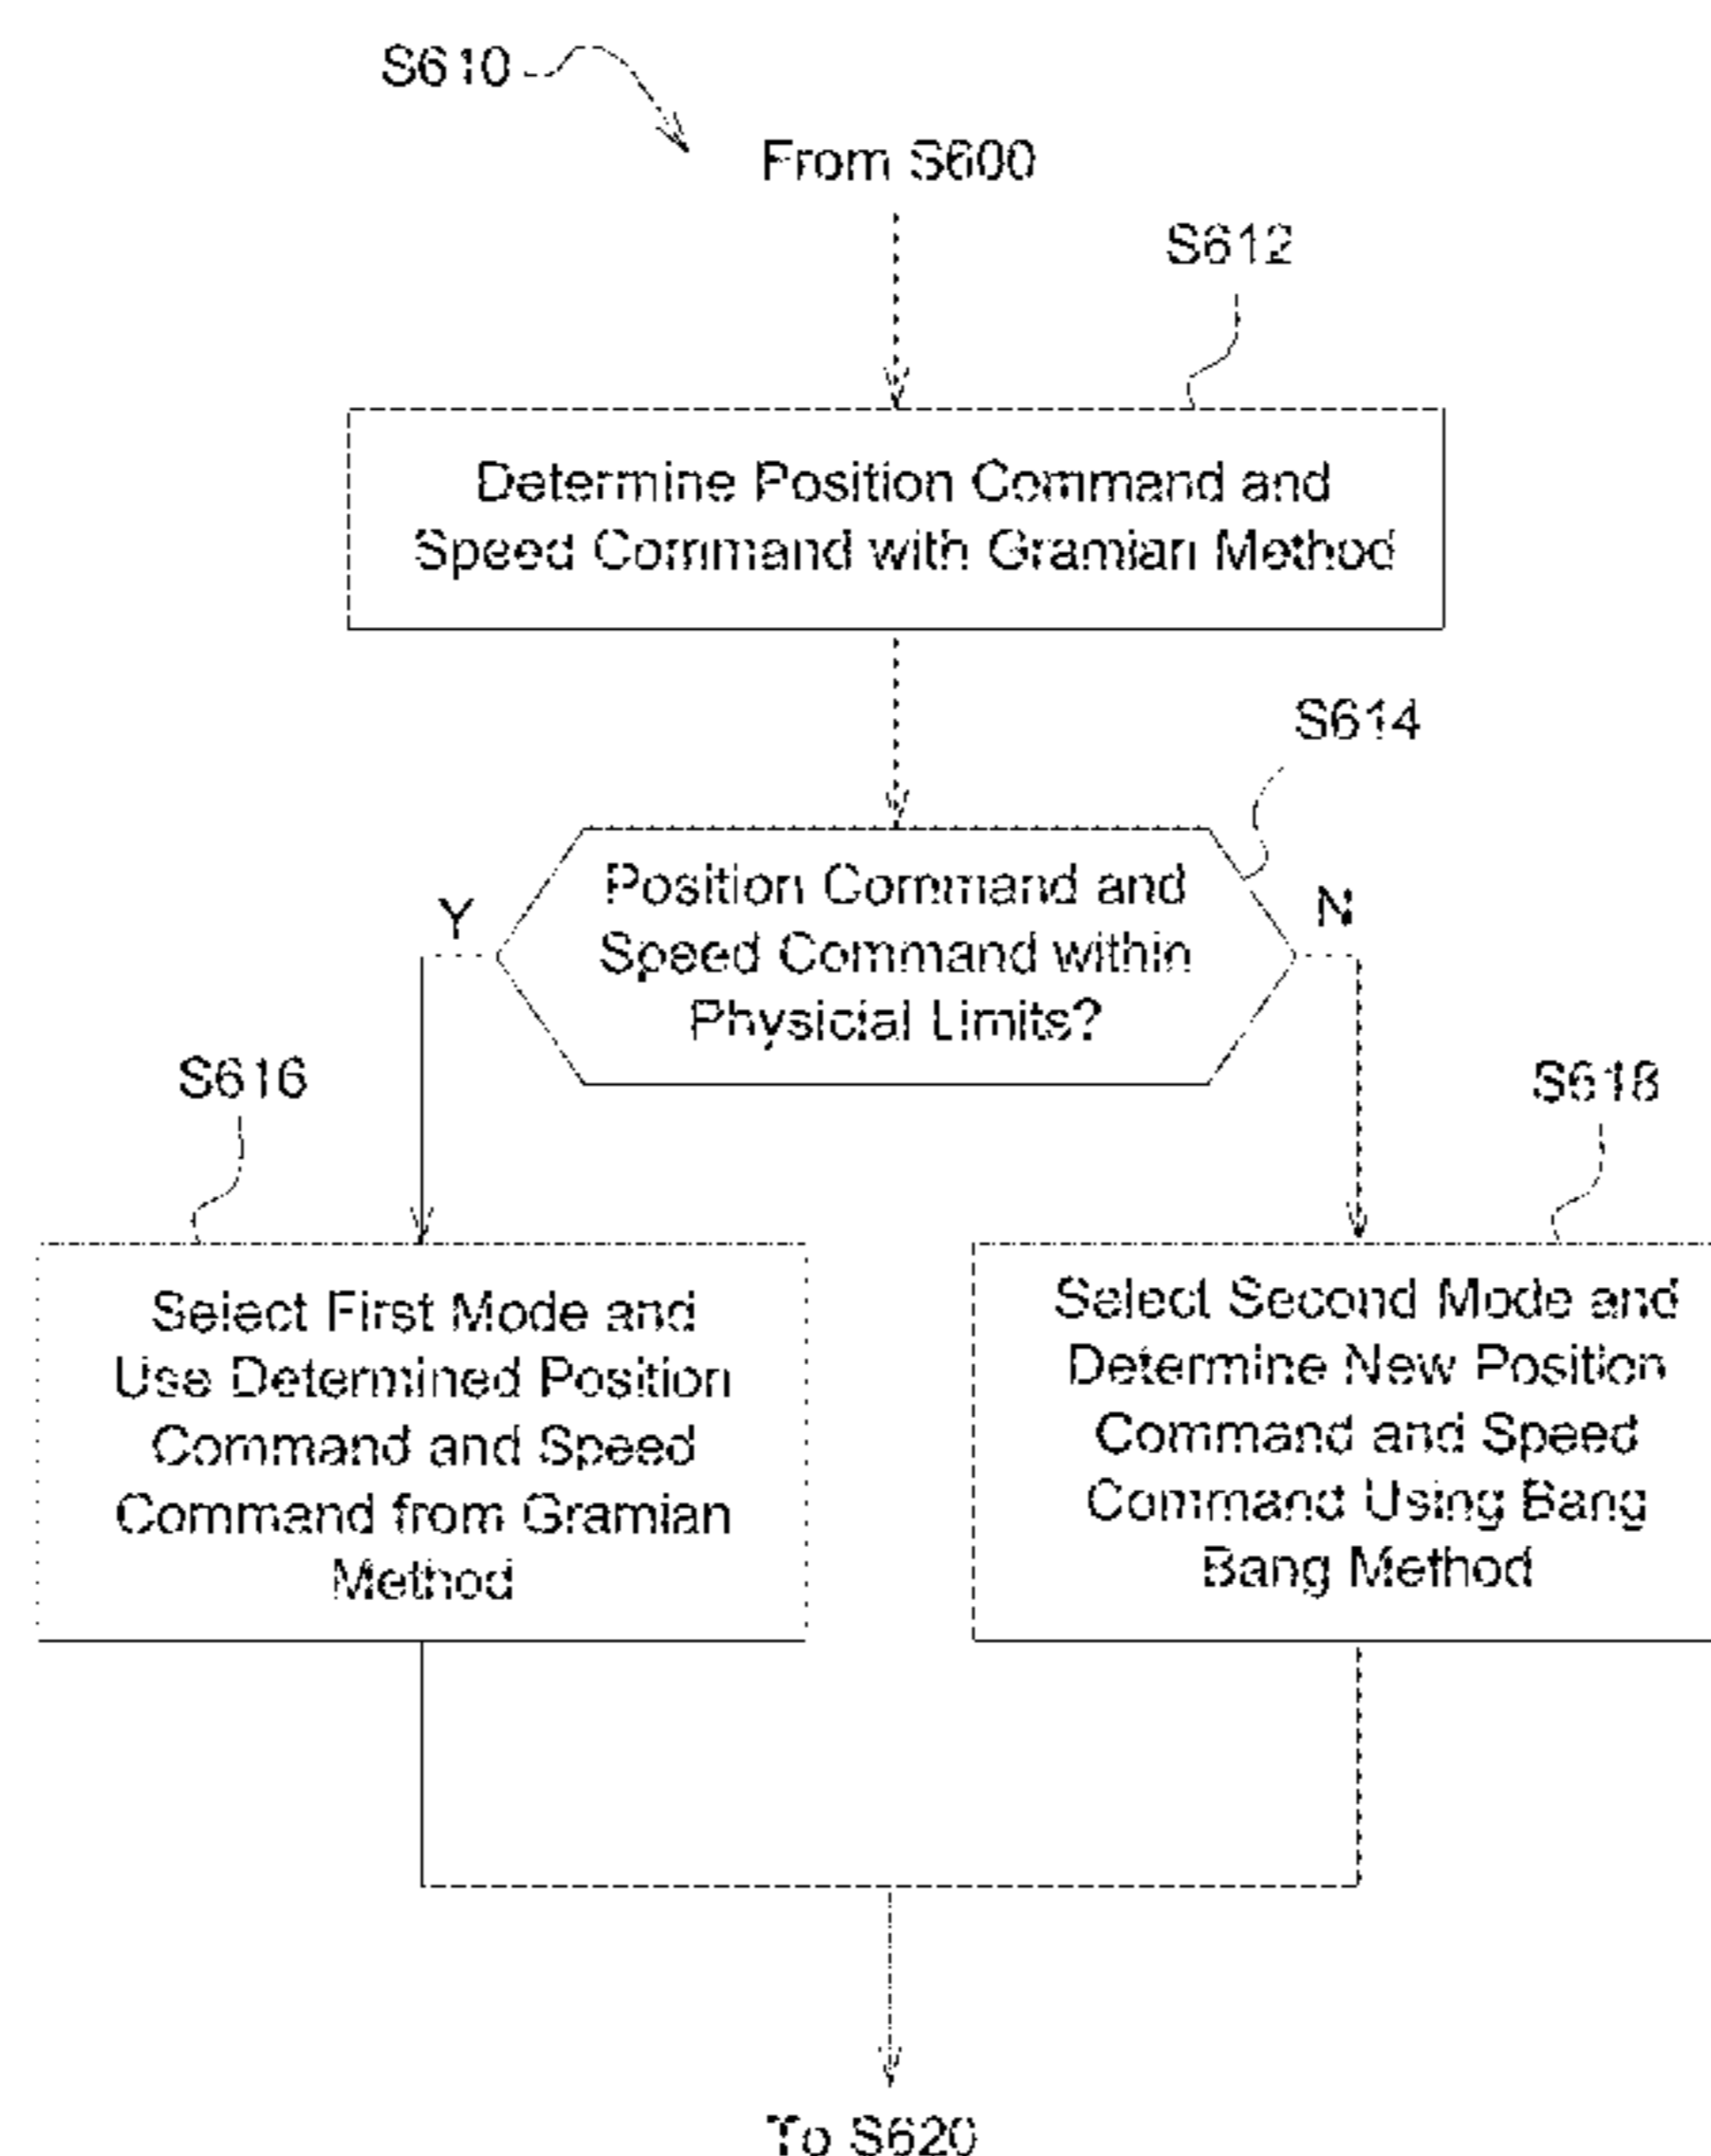 S610
From S600
S612
Determine Position Command and
Speed Command with Gramian Method
S614
Position Command and
Speed Command within
Physicial Limits?
Y
N
S616
S618
Select First Mode and
Use Determined Position
Command and Speed
Command from Gramian
Method
Select Second Mode and
Determine New Position
Command and Speed
Command Using Bang
Bang Method
To S620